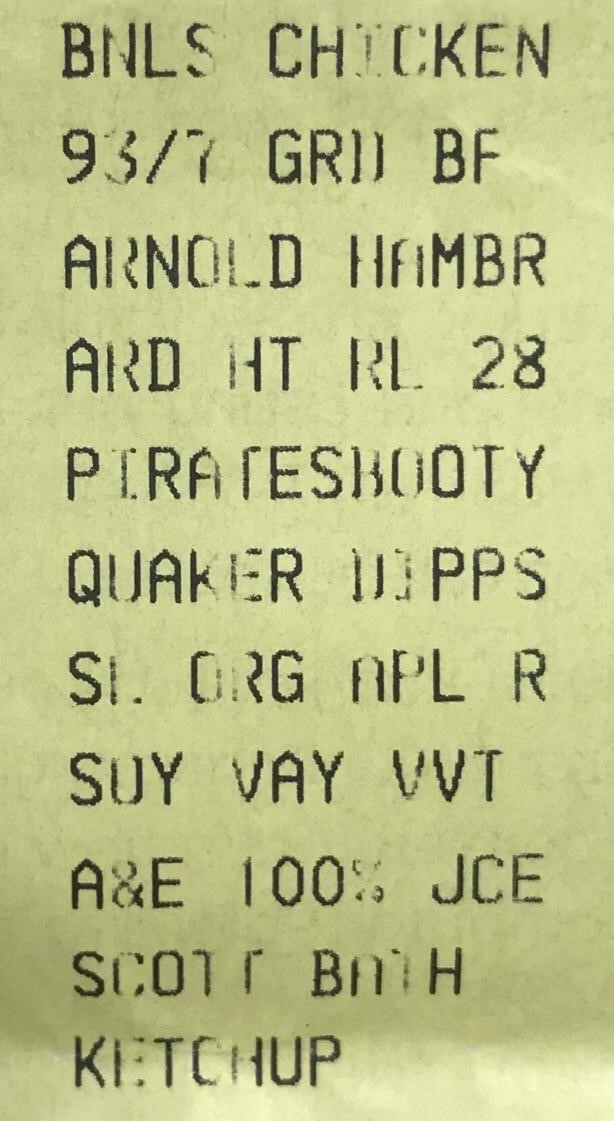 BNLS CHICKEN
93/7 GRD BF
ARNOLD HAMBR
ARD HT RL 28
PIRATESBOOTY
QUAKER DIPPS
SL ORG APL R
SOY VAY VVT
A&E 100% JCE
SCOTT BATH
KETCHUP